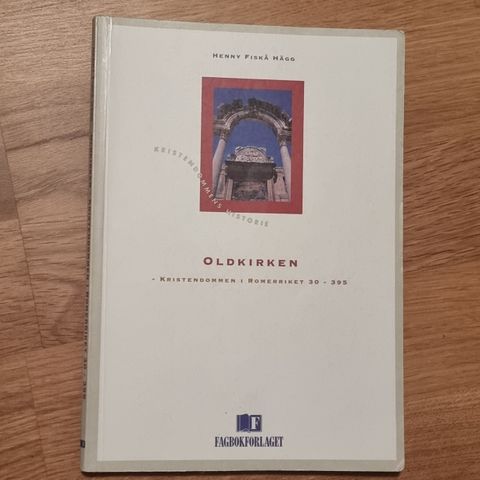 HENNY FISKÅ HÄGG
KRISTENDOMMENS HISTORIE
OLDKIRKEN
- KRISTENDOMMEN I ROMERRIKET 30 - 395
F
FAGBOKFORLAGET